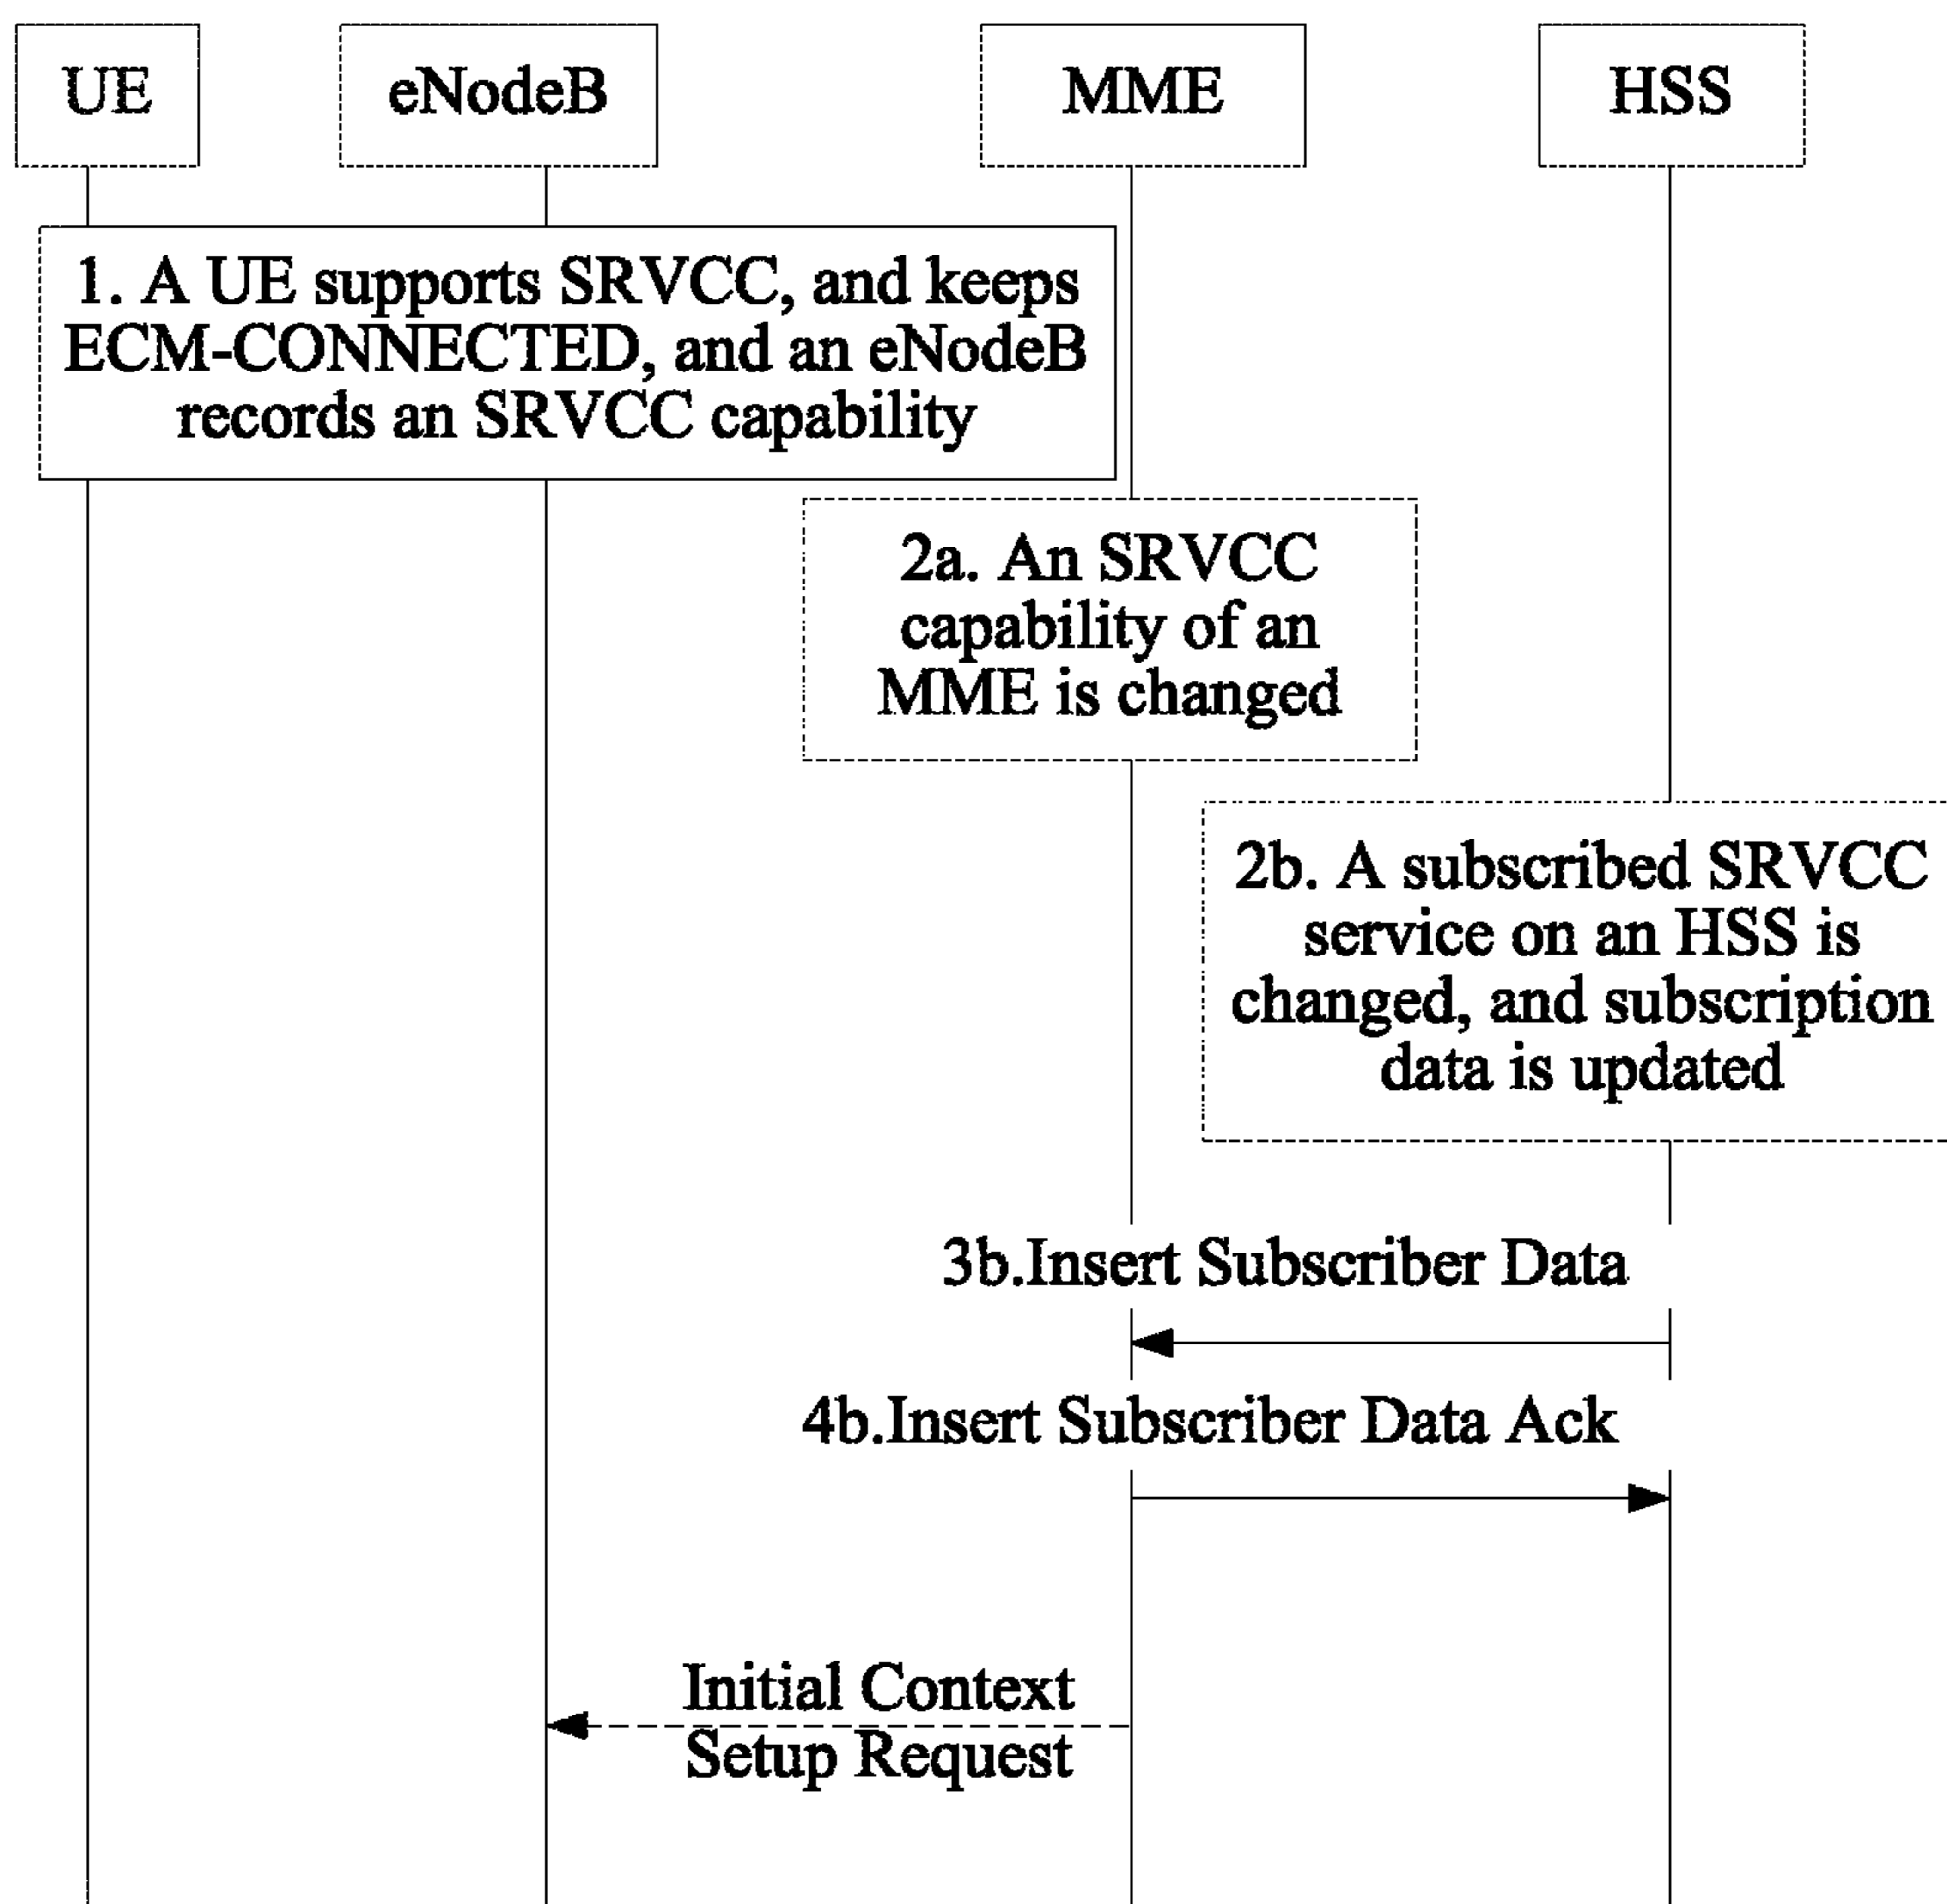 UE
eNodeB
MME
HSS
1. A UE supports SRVCC, and keeps
ECM-CONNECTED, and an eNodeB
records an SRVCC capability
2a. An SRVCC
capability of an
MME is changed
2b. A subscribed SRVCC
service on an HSS is
changed, and subscription
data is updated
3b.Insert Subscriber Data
4b.Insert Subscriber Data Ack
Initial Context
Setup Request